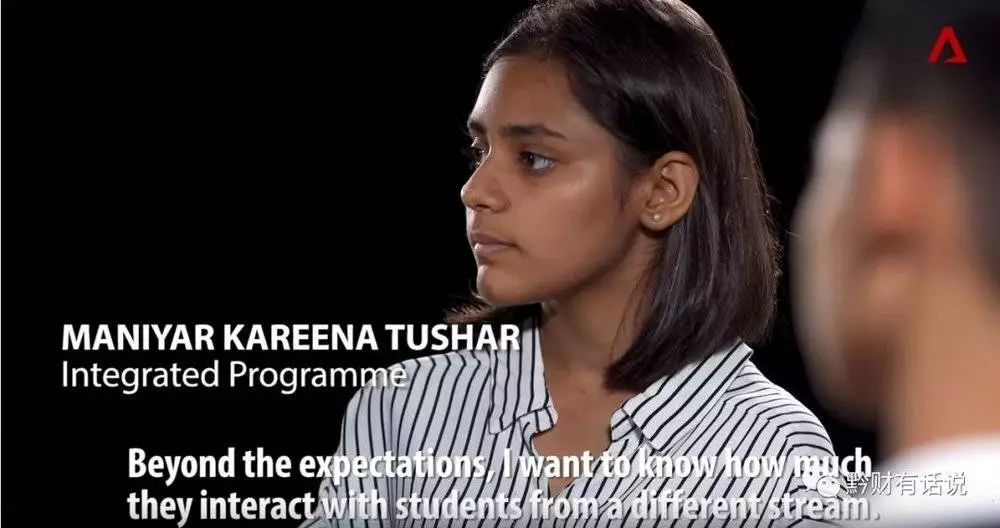 MANIYAR KAREENA TUSHAR
Integrated Programme
Beyond the expectations, I want to know how much
they interact with students from a different stream.
黔财有话说